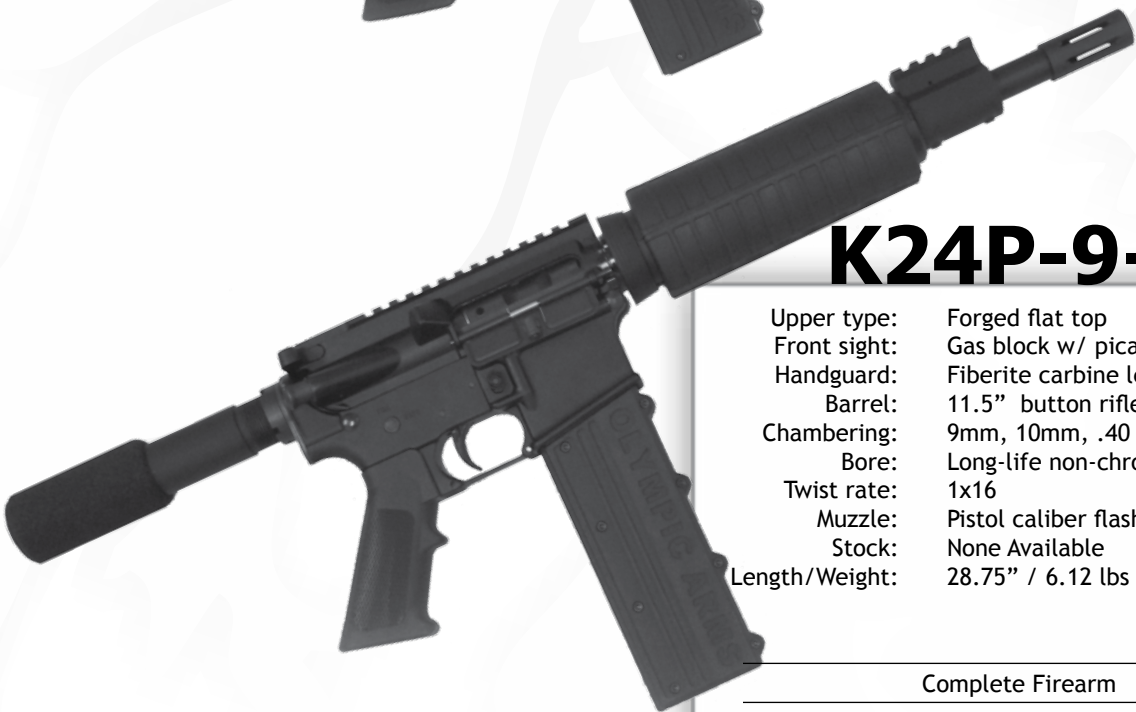 K24P-9-
Upper type: Forged flat top
Front sight: Gas block w/ pica
Handguard: Fiberite carbine le
Barrel: 11.5” button rifle
Chambering: 9mm, 10mm, .40
Bore: Long-life non-chro
Twist rate: 1x16
Muzzle: Pistol caliber flash
Stock: None Available
Length/Weight: 28.75” / 6.12 lbs
OLYMPIC ARMS
Complete Firearm